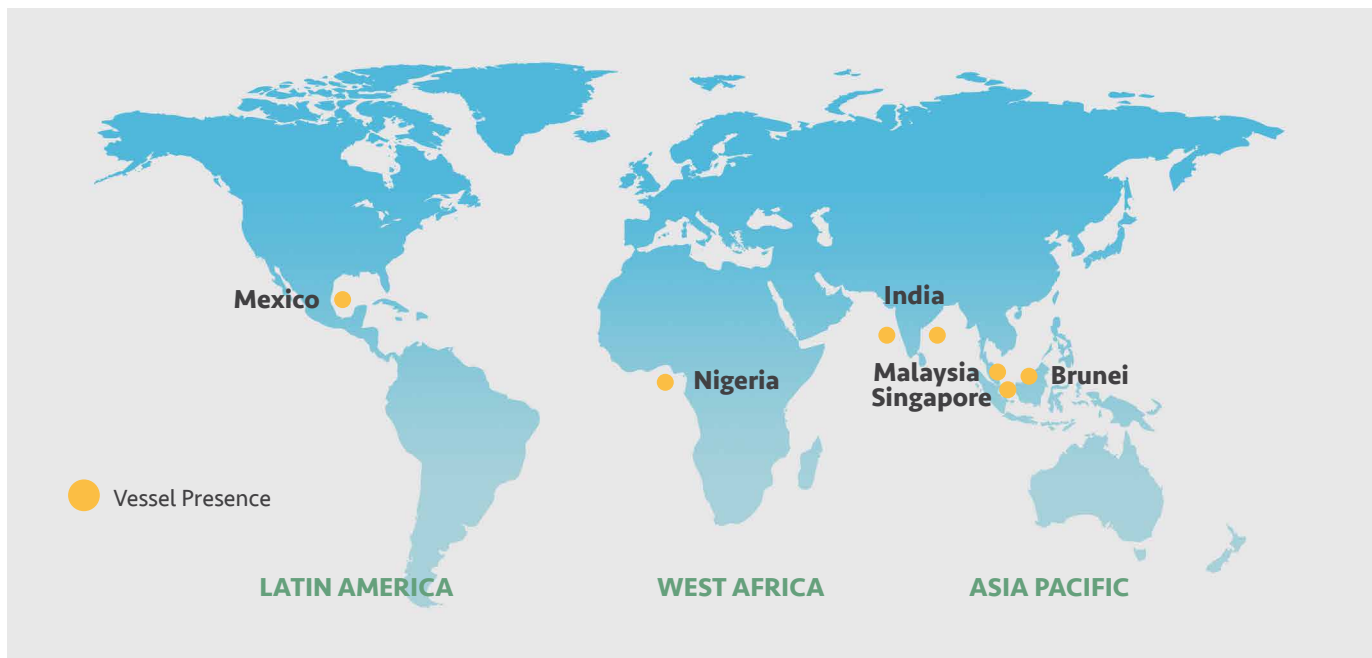 India
Mexico
Malaysia
Brunei
Nigeria
Singapore
Vessel Presence
LATIN AMERICA
WEST AFRICA
ASIA PACIFIC